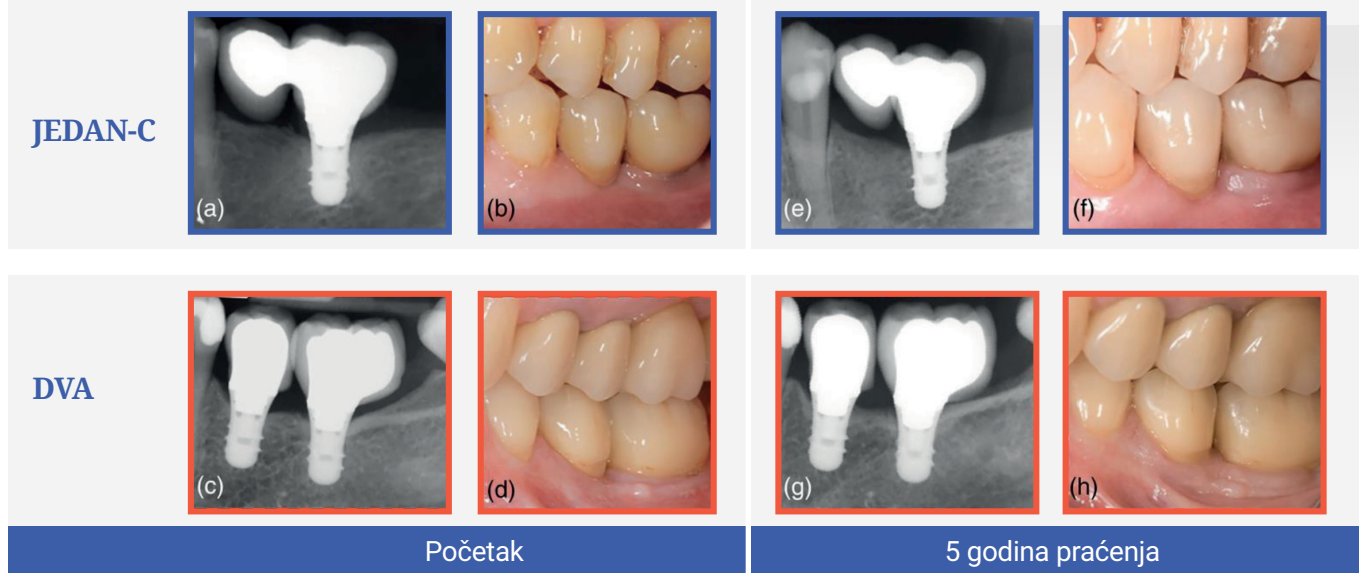 JEDAN-C
(a)
(b)
(e)
(f)
DVA
(c)
(d)
(g)
(h)
Početak
5 godina praćenja